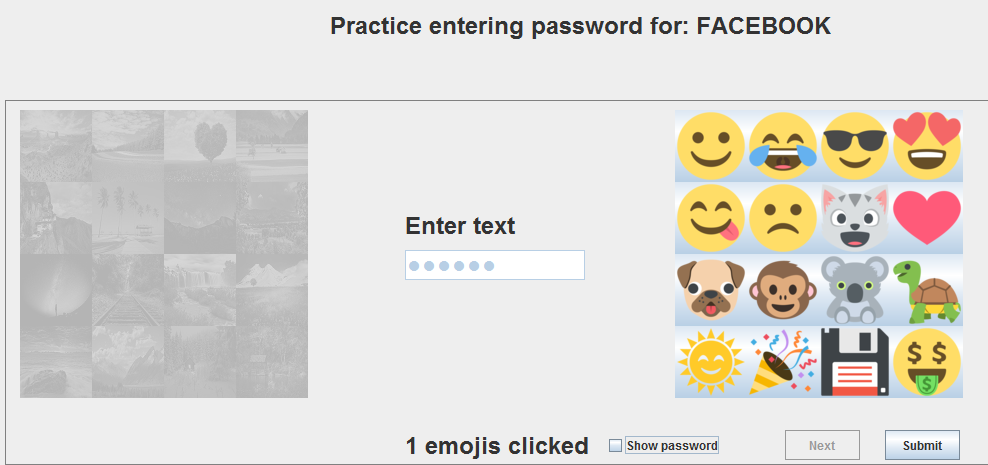 Practice entering password for: FACEBOOK
Enter text
1 emojis clicked
Show password
Next
Submit